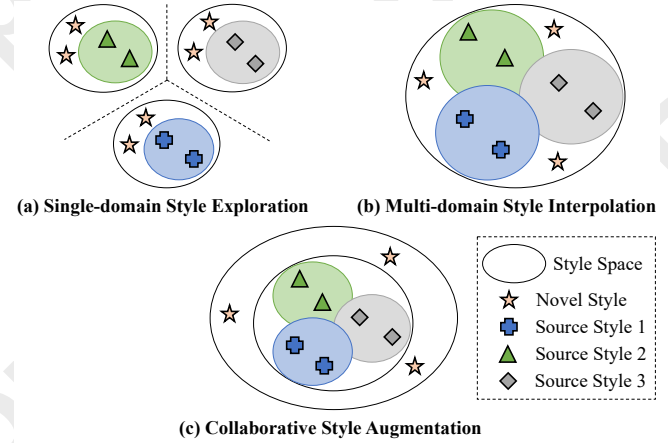 (a) Single-domain Style Exploration
(b) Multi-domain Style Interpolation
Style Space
Novel Style
Source Style 1
Source Style 2
Source Style 3
(c) Collaborative Style Augmentation